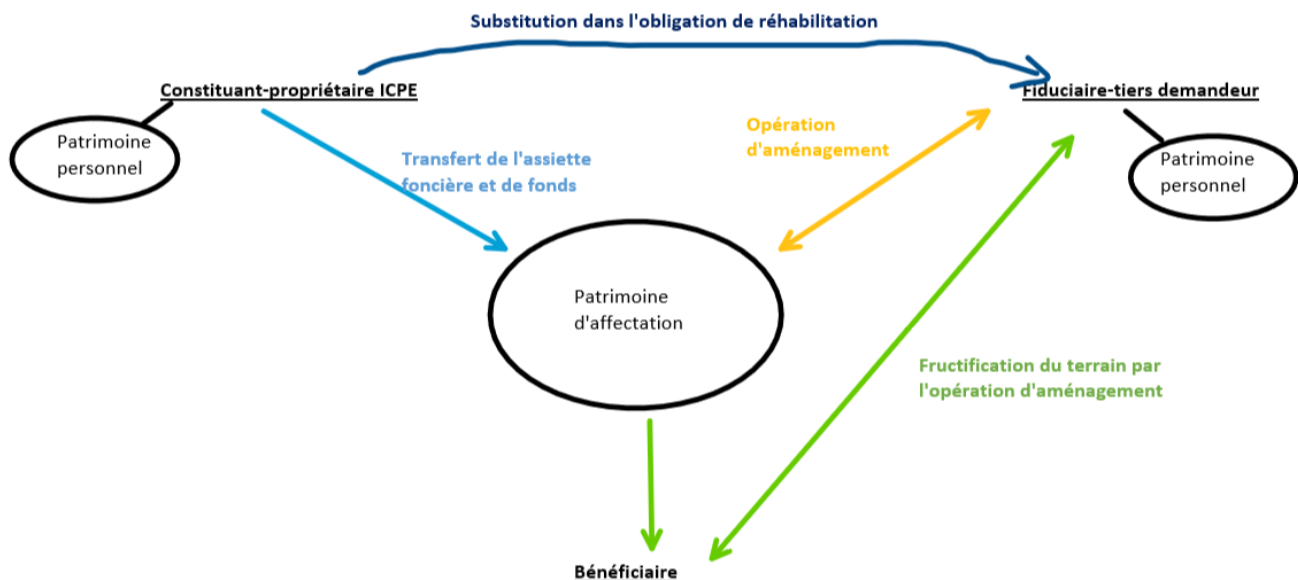 Substitution dans l'obligation de réhabilitation
Constituant-propriétaire ICPE
Fiduciaire-tiers demandeur
Patrimoine
personnel
Opération
d'aménagement
Patrimoine
personnel
Transfert de l'assiette
foncière et de fonds
Patrimoine
d'affectation
Fructification du terrain par
l'opération d'aménagement
Bénéficiaire